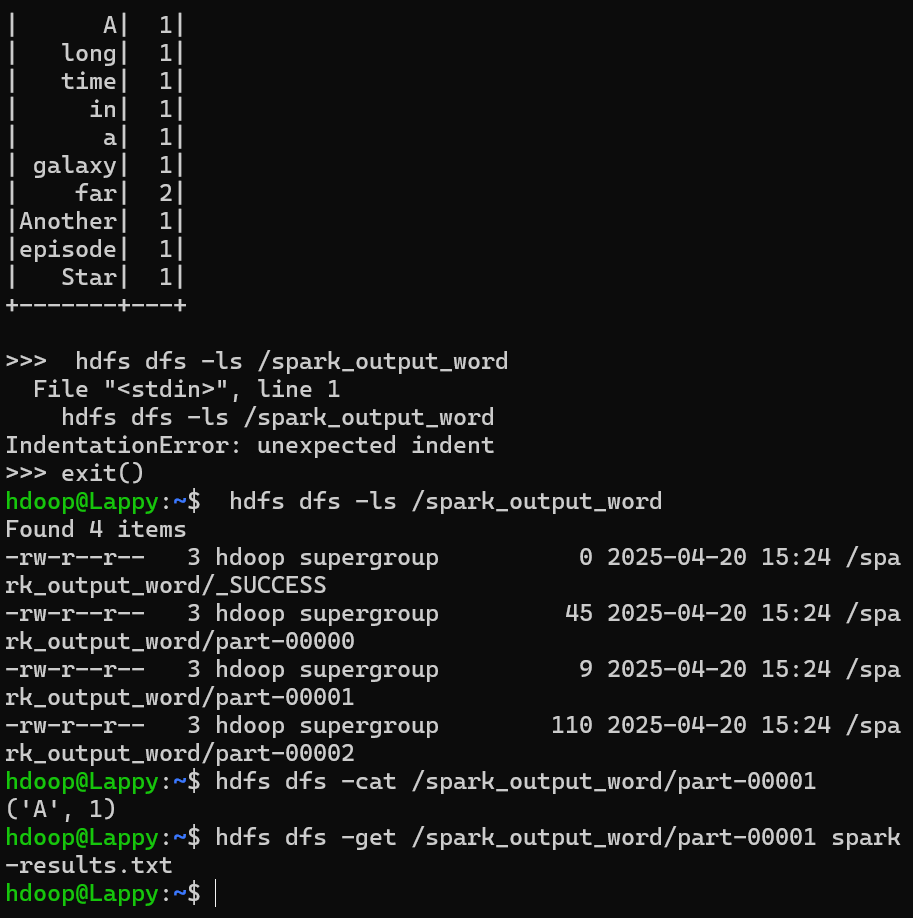 |      A|  1|
|   long|  1|
|   time|  1|
|     in|  1|
|      a|  1|
| galaxy|  1|
|    far|  2|
|Another|  1|
|episode|  1|
|   Star|  1|
+-------+---+

>>>  hdfs dfs -ls /spark_output_word
  File "<stdin>", line 1
    hdfs dfs -ls /spark_output_word
IndentationError: unexpected indent
>>> exit()
hdoop@Lappy:~$  hdfs dfs -ls /spark_output_word
Found 4 items
-rw-r--r--   3 hdoop supergroup          0 2025-04-20 15:24 /spa
rk_output_word/_SUCCESS
-rw-r--r--   3 hdoop supergroup         45 2025-04-20 15:24 /spa
rk_output_word/part-00000
-rw-r--r--   3 hdoop supergroup          9 2025-04-20 15:24 /spa
rk_output_word/part-00001
-rw-r--r--   3 hdoop supergroup        110 2025-04-20 15:24 /spa
rk_output_word/part-00002
hdoop@Lappy:~$ hdfs dfs -cat /spark_output_word/part-00001
('A', 1)
hdoop@Lappy:~$ hdfs dfs -get /spark_output_word/part-00001 spark
-results.txt
hdoop@Lappy:~$